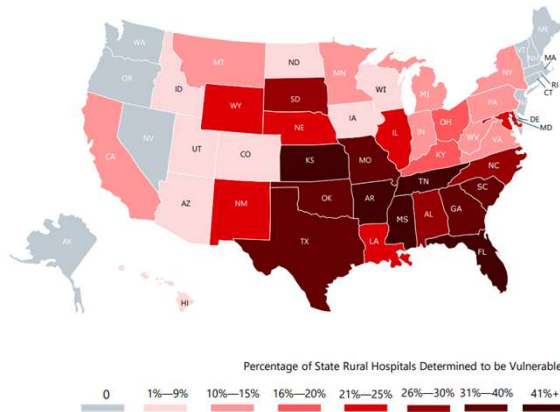 WA
ME
VT
NH
MT
ND
MN
OR
MA
ID
SD
WI
NY
RI
CT
WY
MI
IA
PA
NE
NV
IL
IN
OH
DE
MD
UT
CO
WV
VA
CA
KS
MO
KY
NC
TN
AZ
NM
OK
AR
SC
MS
AL
GA
TX
LA
AK
FL
HI
Percentage of State Rural Hospitals Determined to be Vulnerable
0 1%—9% 10%—15% 16%—20% 21%—25% 26%—30% 31%—40% 41%+